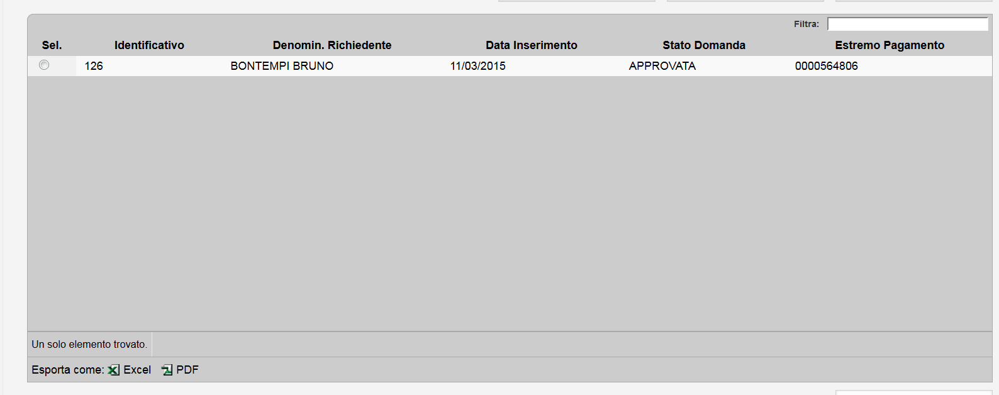 Filtra:
Sel. Identificativo Denomin. Richiedente Data Inserimento Stato Domanda Estremo Pagamento
126 BONTEMPI BRUNO 11/03/2015 APPROVATA 0000564806
Un solo elemento trovato.
Esporta come: Excel PDF